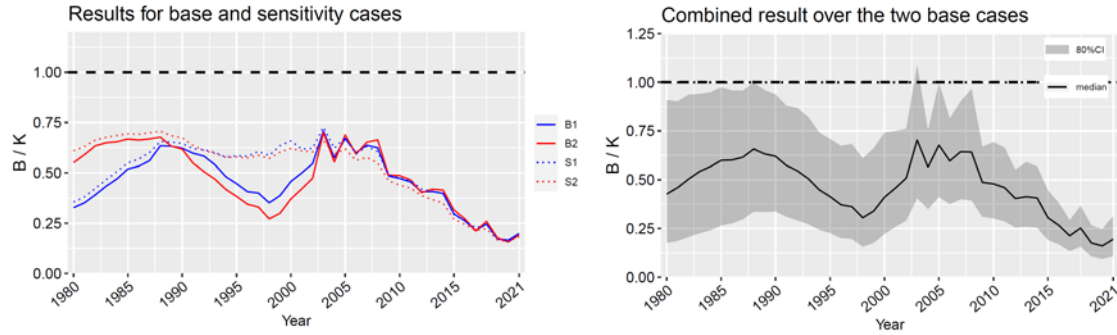 Results for base and sensitivity cases
B / K
1.00
0.75
0.50
0.25
0.00
1980
1985
1990
1995
2000
2005
2010
2015
2021
Year
B1
B2
S1
S2
Combined result over the two base cases
B / K
1.25
1.00
0.75
0.50
0.25
0.00
1980
1985
1990
1995
2000
2005
2010
2015
2021
Year
80%CI
median